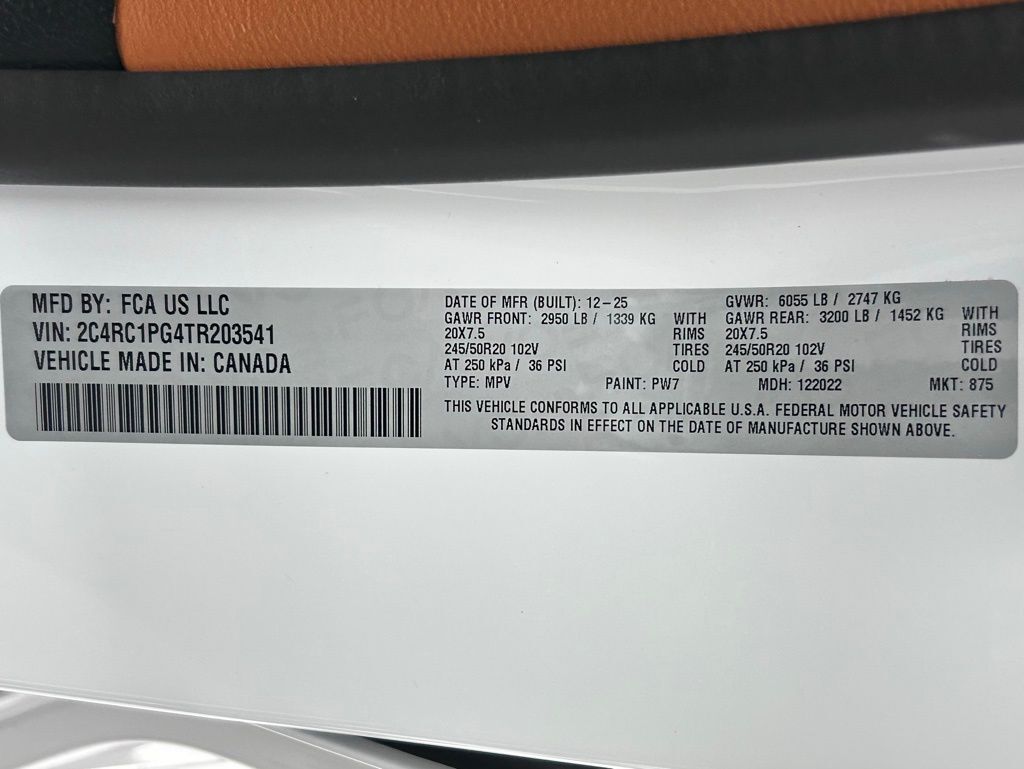 MFD BY: FCA US LLC
VIN: 2C4RC1PG4TR203541
VEHICLE MADE IN: CANADA
DATE OF MFR (BUILT): 12-25
GAWR FRONT: 2950 LB / 1339 KG WITH
20X7.5 RIMS
245/50R20 102V TIRES
AT 250 kPa / 36 PSI COLD
GVWR: 6055 LB / 2747 KG
GAWR REAR: 3200 LB / 1452 KG WITH
20X7.5 RIMS
245/50R20 102V TIRES
AT 250 kPa / 36 PSI COLD
TYPE: MPV PAINT: PW7 MDH: 122022 MKT: 875
THIS VEHICLE CONFORMS TO ALL APPLICABLE U.S.A. FEDERAL MOTOR VEHICLE SAFETY
STANDARDS IN EFFECT ON THE DATE OF MANUFACTURE SHOWN ABOVE.